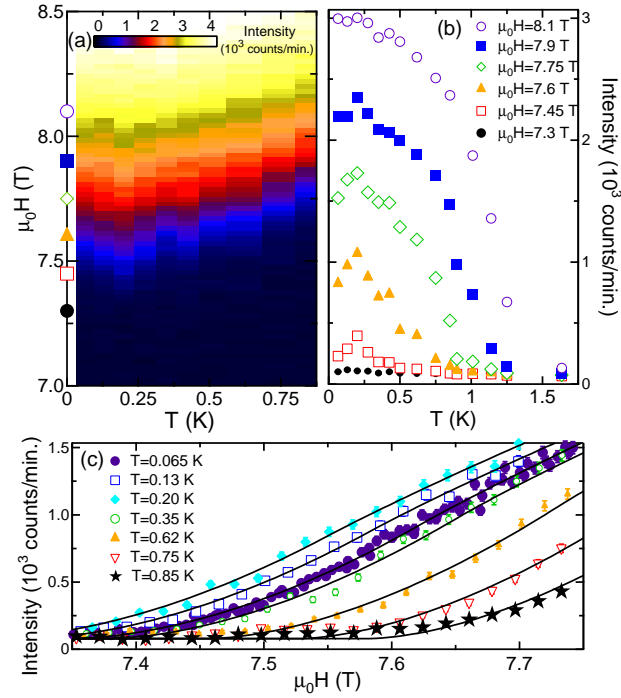 (a)
Intensity
(10³ counts/min.)
0 1 2 3 4
8.0
7.5
7.0
μ₀H (T)
0 0.25 0.5 0.75
T (K)
(b)
μ₀H=8.1 T
μ₀H=7.9 T
μ₀H=7.75 T
μ₀H=7.6 T
μ₀H=7.45 T
μ₀H=7.3 T
3
2
1
0
Intensity (10³ counts/min.)
0 0.5 1 1.5
T (K)
(c)
T=0.065 K
T=0.13 K
T=0.20 K
T=0.35 K
T=0.62 K
T=0.75 K
T=0.85 K
1.5
1
0.5
0
Intensity (10³ counts/min.)
7.4 7.5 7.6 7.7
μ₀H (T)